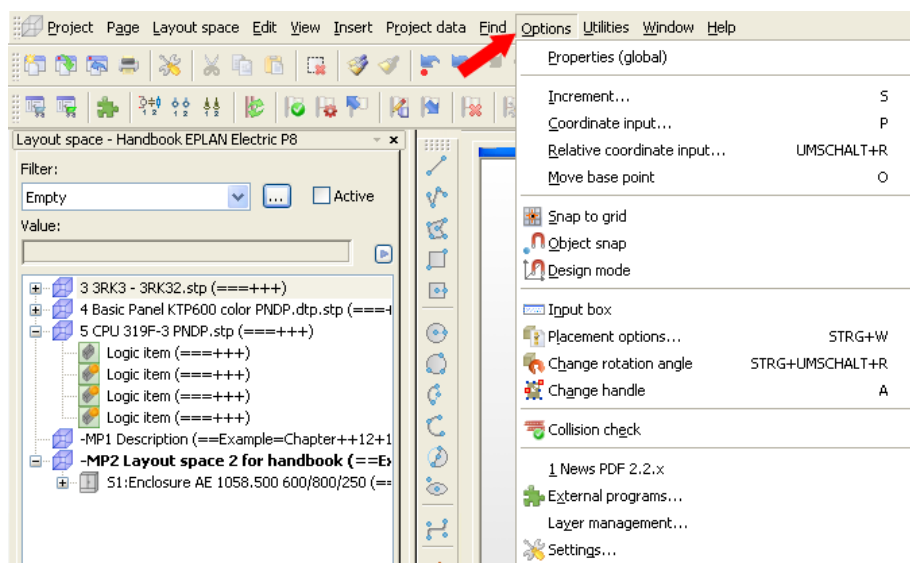 Project Page Layout space Edit View Insert Project data Find Options Utilities Window Help
Layout space - Handbook EPLAN Electric P8
Filter:
Empty ... Active
Value:
3 3RK3 - 3RK32.stp (===+++)
4 Basic Panel KTP600 color PNDP.dtp.stp (===+
5 CPU 319F-3 PNDP.stp (===+++)
Logic item (===+++)
Logic item (===+++)
Logic item (===+++)
Logic item (===+++)
-MP1 Description (==Example=Chapter++12+1
-MP2 Layout space 2 for handbook (==Ex
S1:Enclosure AE 1058.500 600/800/250 (==
Properties (global)
Increment... S
Coordinate input... P
Relative coordinate input... UMSCHALT+R
Move base point O
Snap to grid
Object snap
Design mode
Input box
Placement options... STRG+W
Change rotation angle STRG+UMSCHALT+R
Change handle A
Collision check
1 News PDF 2.2.x
External programs...
Layer management...
Settings...